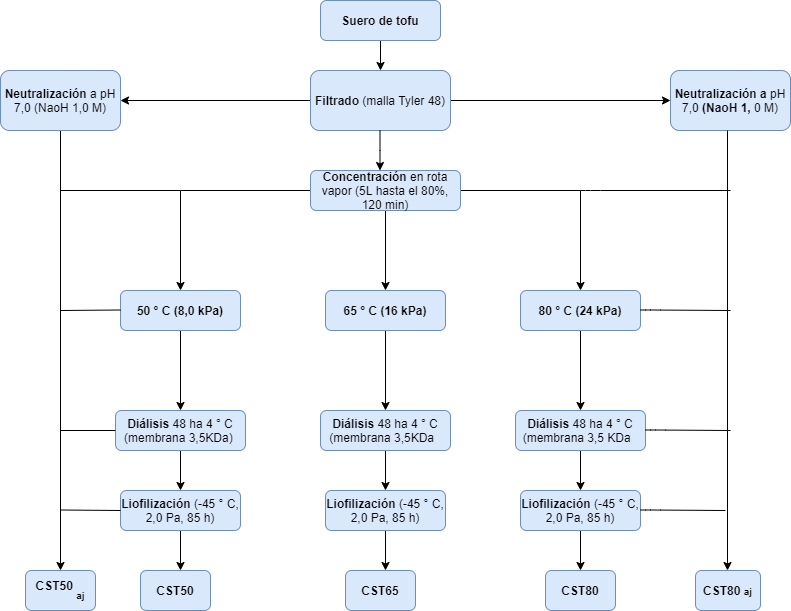 Suero de tofu
Neutralización a pH
7,0 (NaoH 1,0 M)
Filtrado (malla Tyler 48)
Neutralización a pH
7,0 (NaoH 1, 0 M)
Concentración en rota
vapor (5L hasta el 80%,
120 min)
50 ° C (8,0 kPa)
65 ° C (16 kPa)
80 ° C (24 kPa)
Diálisis 48 ha 4 ° C
(membrana 3,5KDa)
Diálisis 48 ha 4 ° C
(membrana 3,5KDa
Diálisis 48 ha 4 ° C
(membrana 3,5 KDa
Liofilización (-45 ° C,
2,0 Pa, 85 h)
Liofilización (-45 ° C,
2,0 Pa, 85 h)
Liofilización (-45 ° C,
2,0 Pa, 85 h)
CST50 aj
CST50
CST65
CST80
CST80 aj